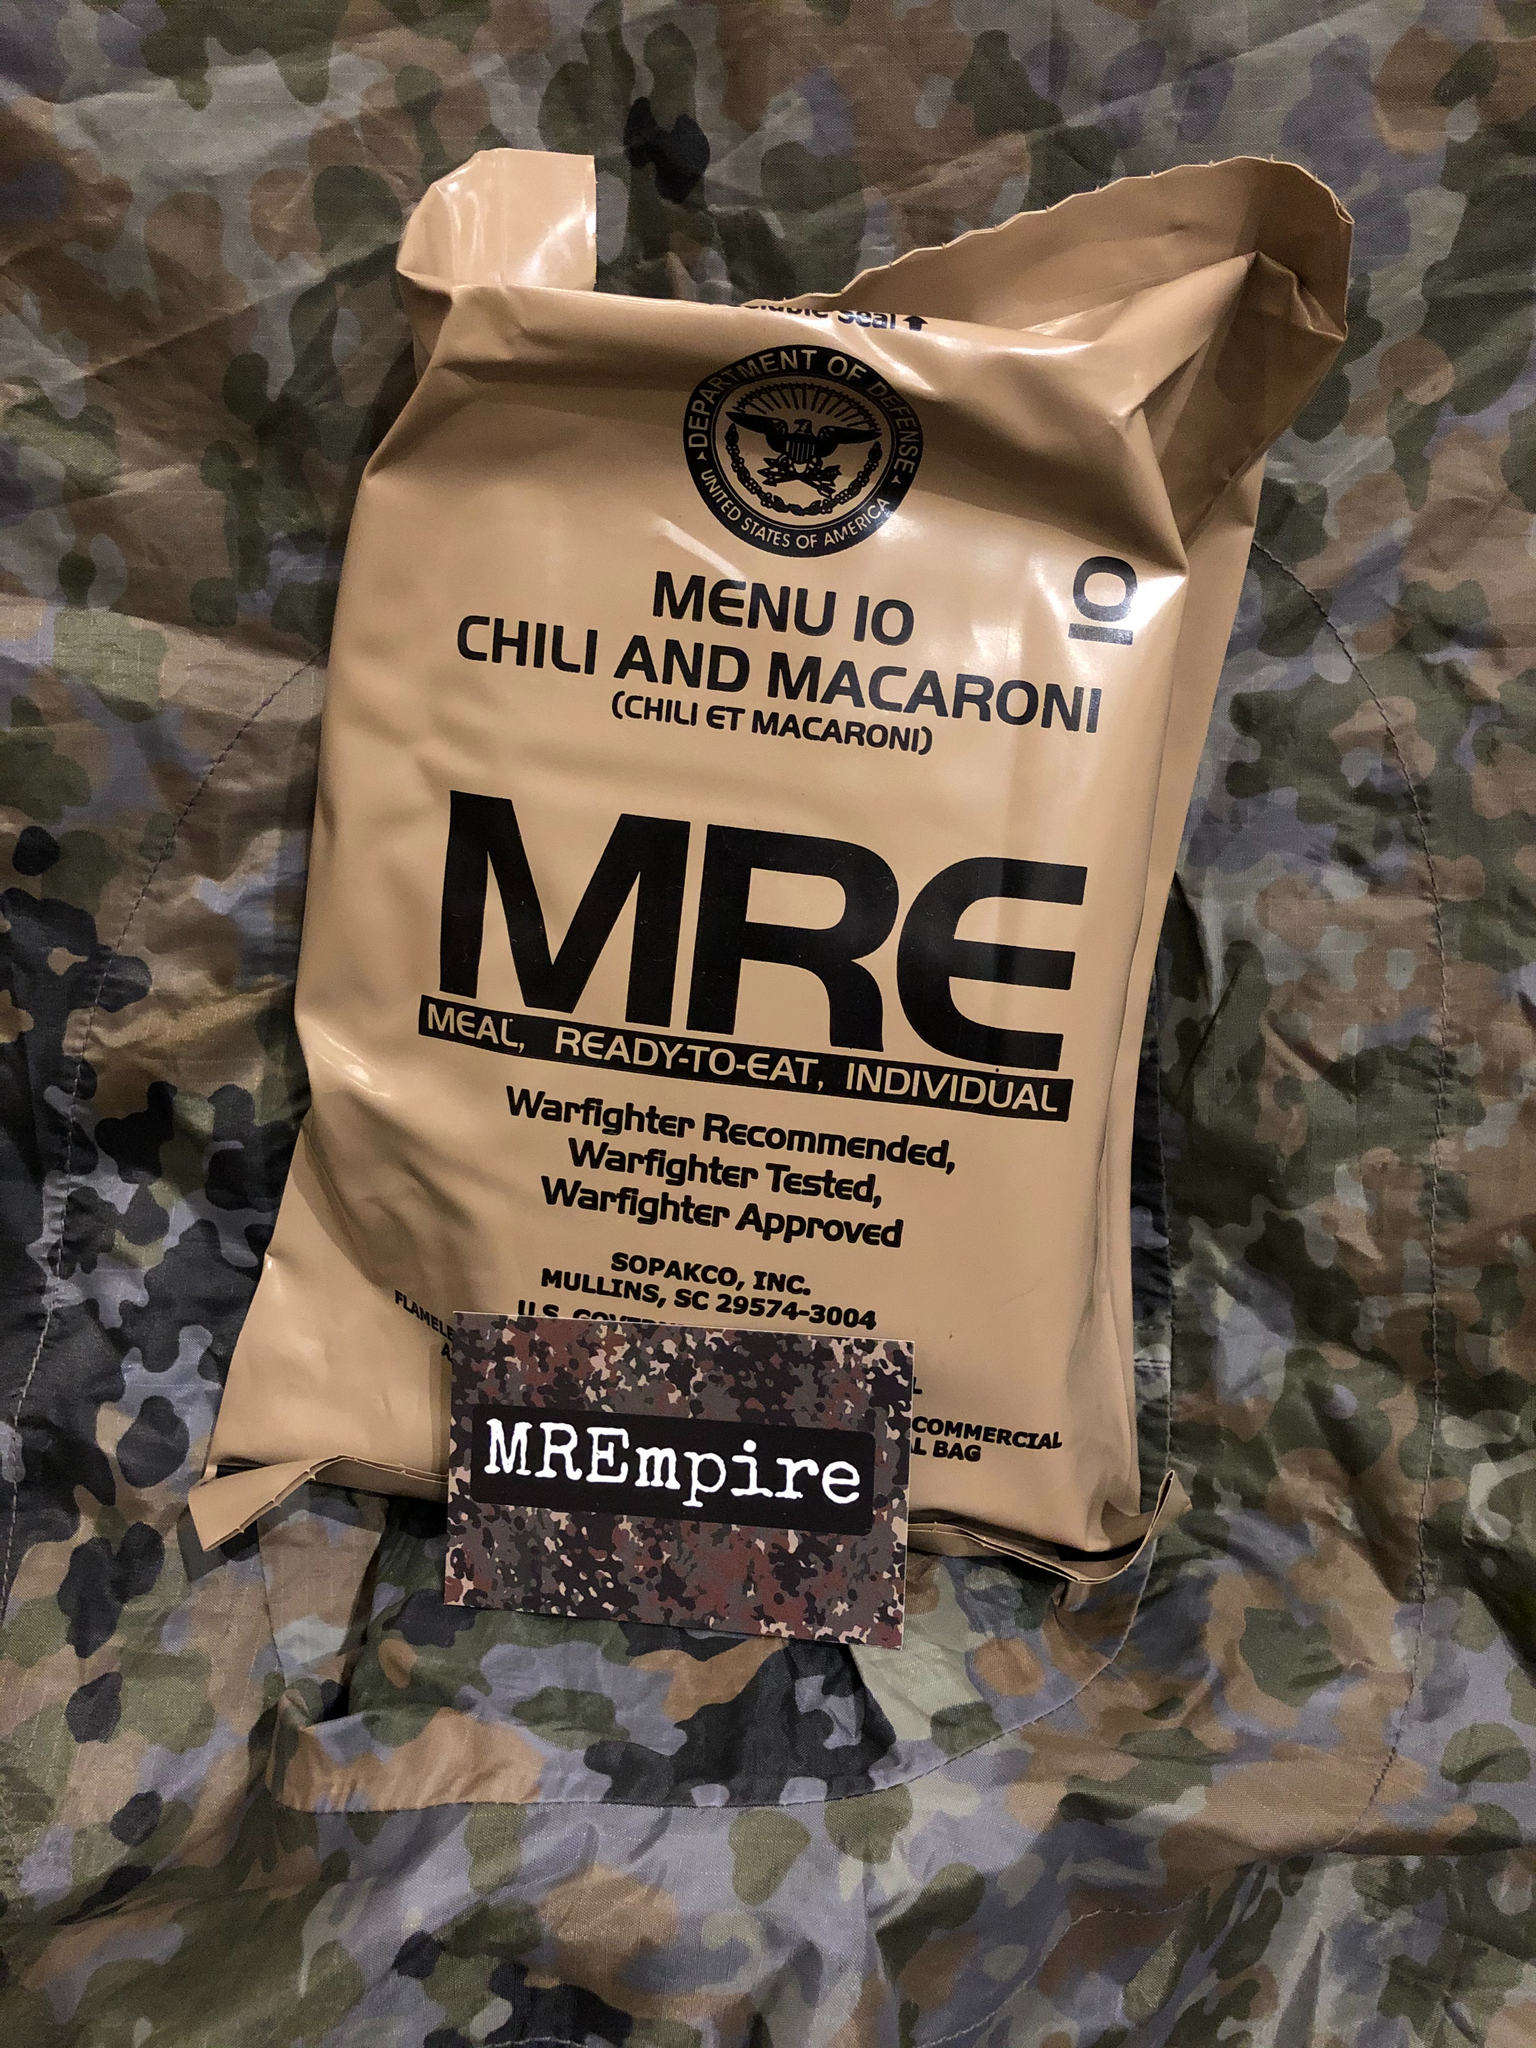 Seal ↑
DEPARTMENT OF DEFENSE
UNITED STATES OF AMERICA
MENU 10
10
CHILI AND MACARONI
(CHILI ET MACARONI)
MRE
MEAL, READY-TO-EAT, INDIVIDUAL
Warfighter Recommended,
Warfighter Tested,
Warfighter Approved
SOPAKCO, INC.
MULLINS, SC 29574-3004
U.S.
COMMERCIAL
BAG
MREmpire